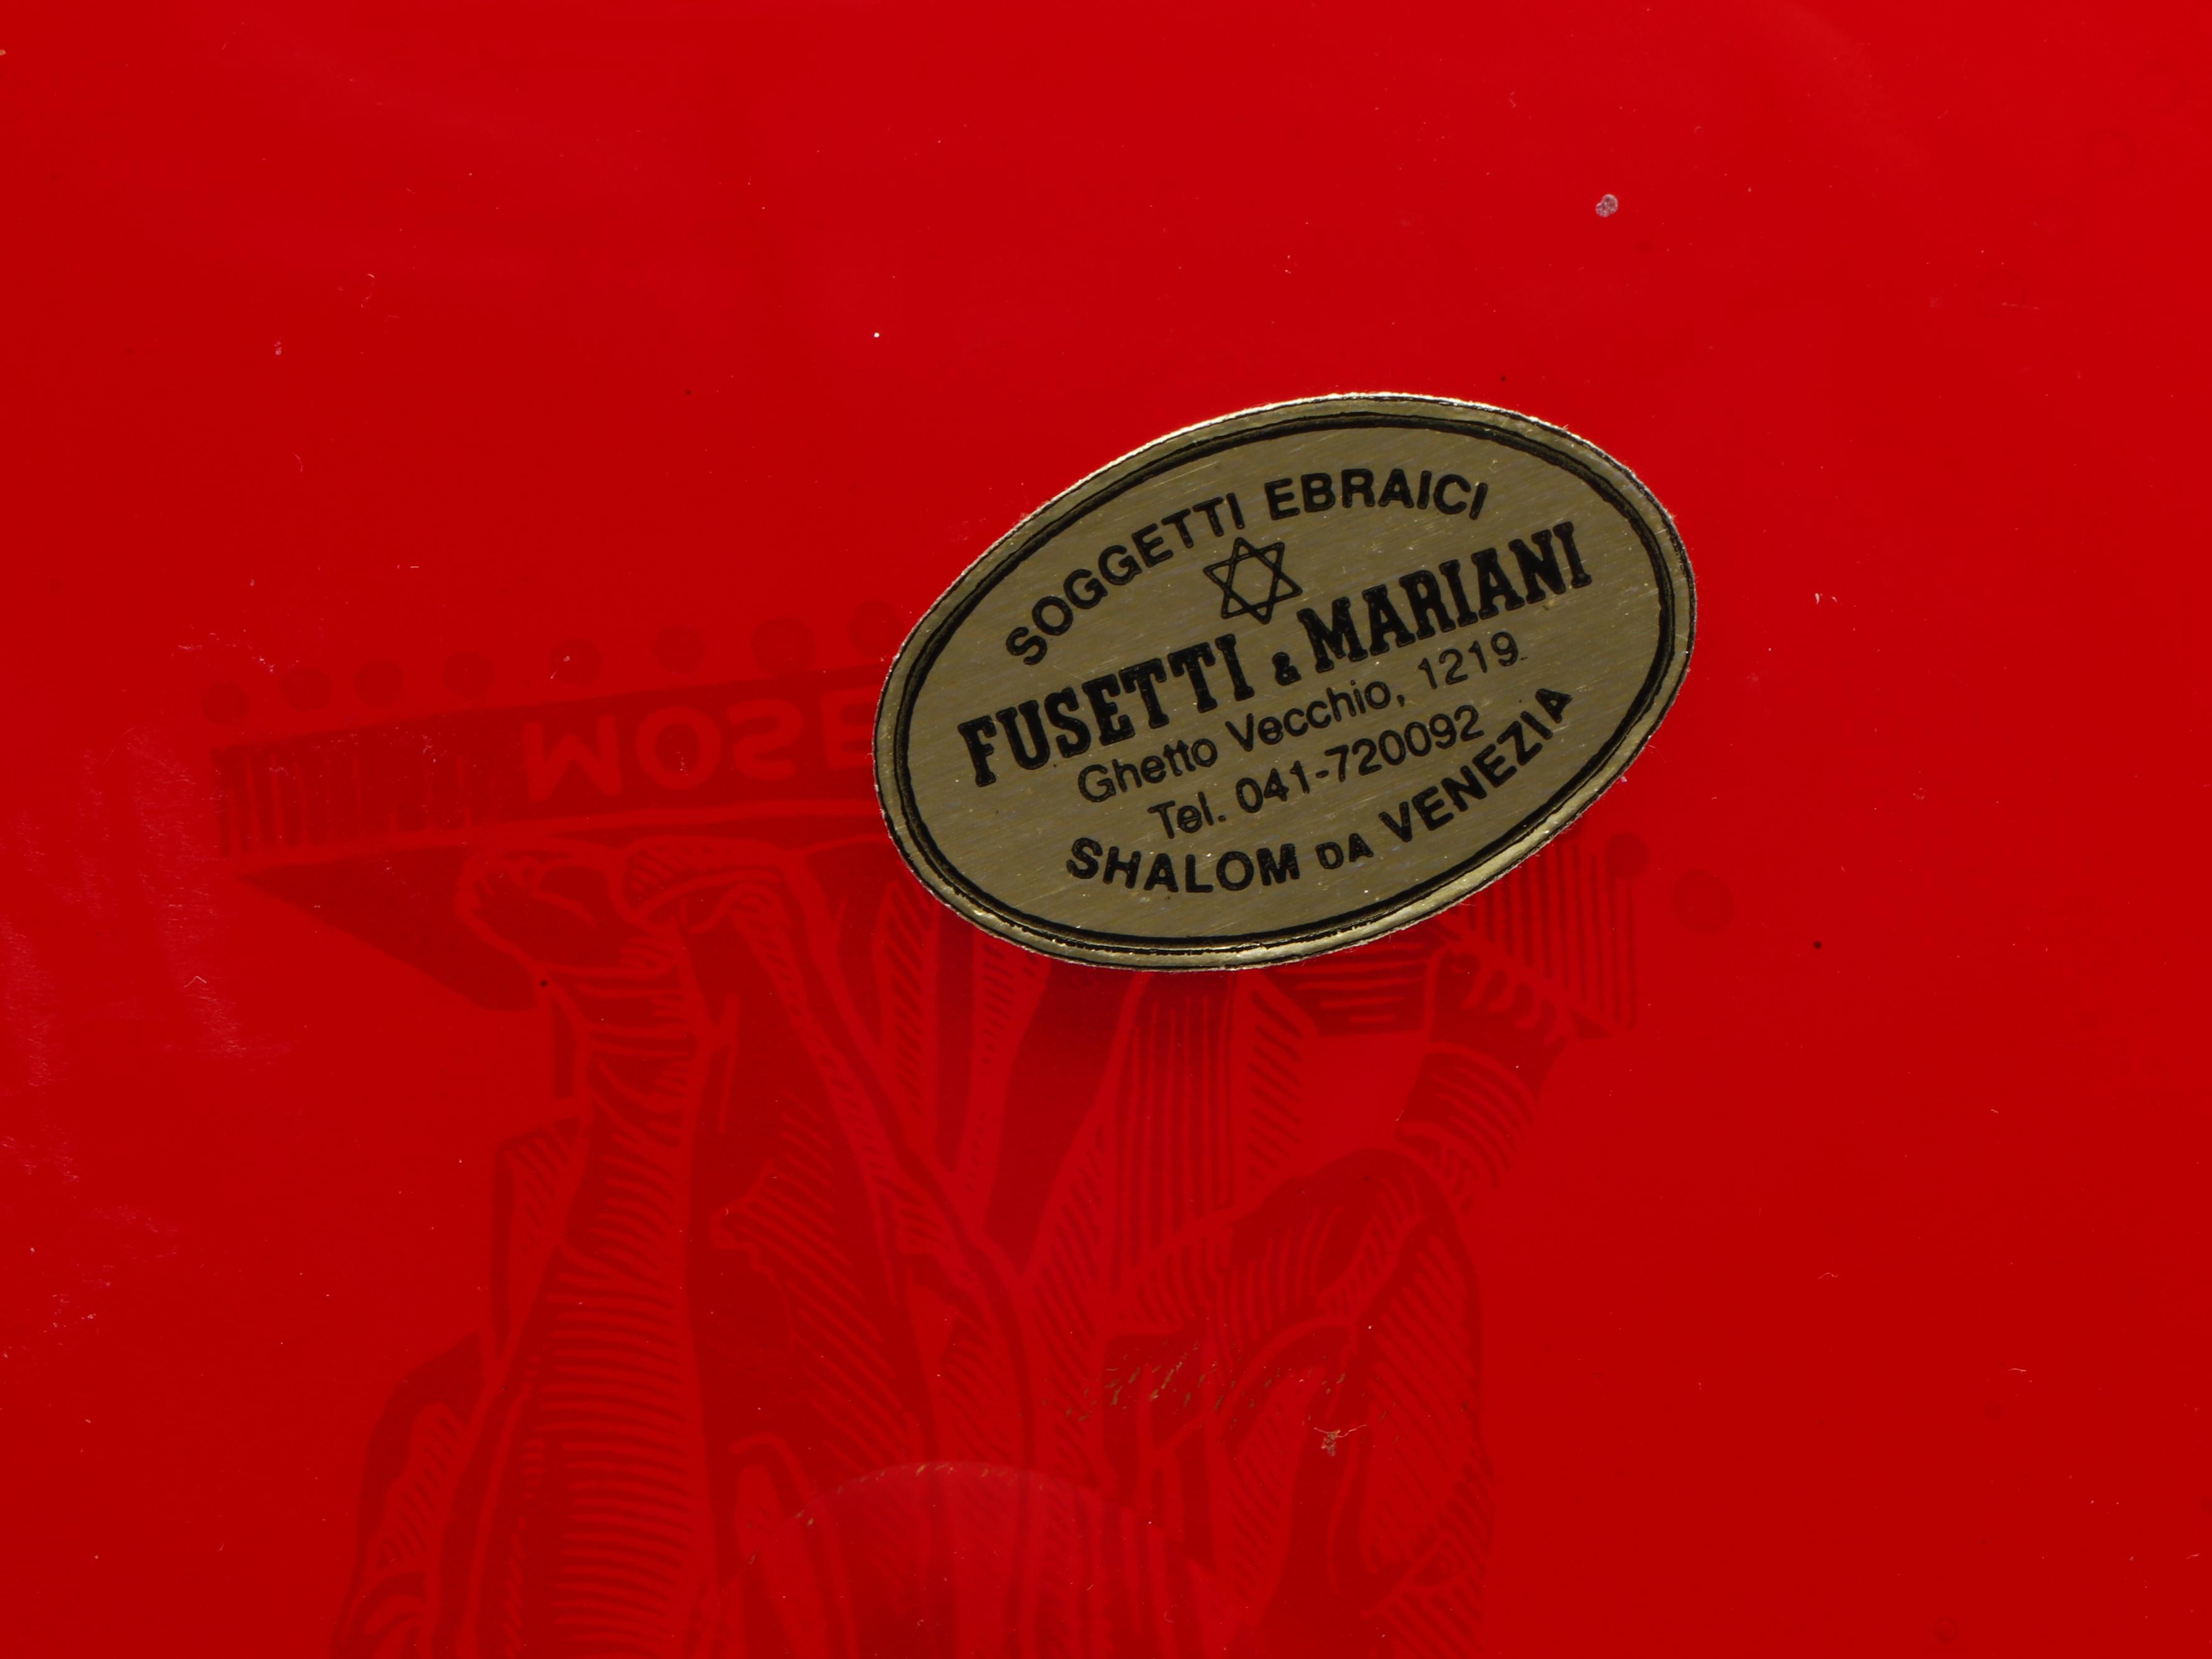 SOGGETTI EBRAICI
FUSETTI & MARIANI
Ghetto Vecchio, 1219
Tel. 041-720092
SHALOM DA VENEZIA
MOSE